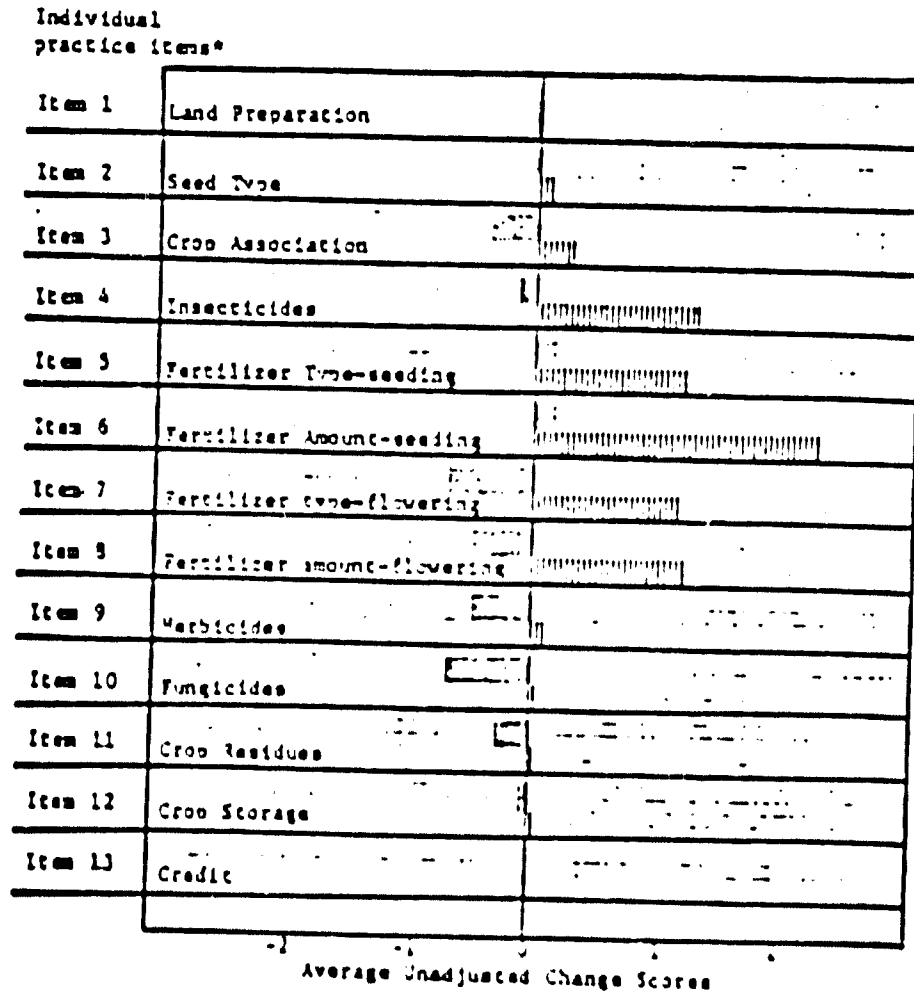 Individual
practice items*
Item 1 Land Preparation
Item 2 Seed Type
Item 3 Crop Association
Item 4 Insecticides
Item 5 Fertilizer Type-seeding
Item 6 Fertilizer Amount-seeding
Item 7 Fertilizer type-flowering
Item 8 Fertilizer amount-flowering
Item 9 Herbicides
Item 10 Fungicides
Item 11 Crop Residues
Item 12 Crop Storage
Item 13 Credit
-2 -1 0
Average Unadjusted Change Scores